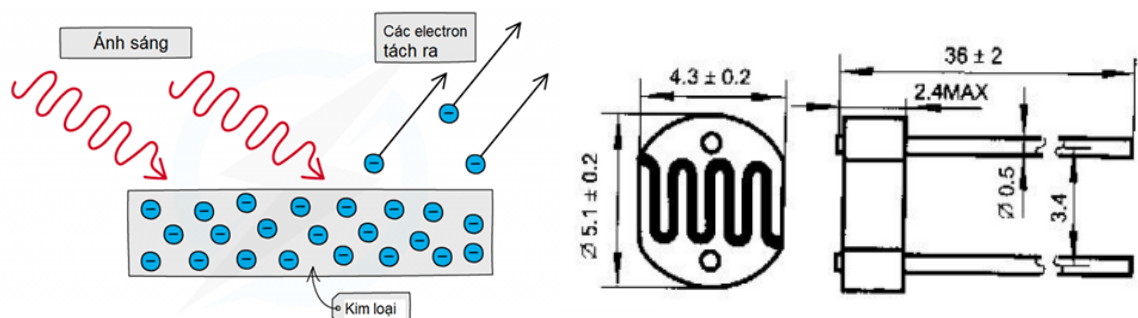 Ánh sáng
Các electron
tách ra
Kim loại
4.3 ± 0.2
Ø 5.1 ± 0.2
36 ± 2
2.4MAX
Ø 0.5
3.4